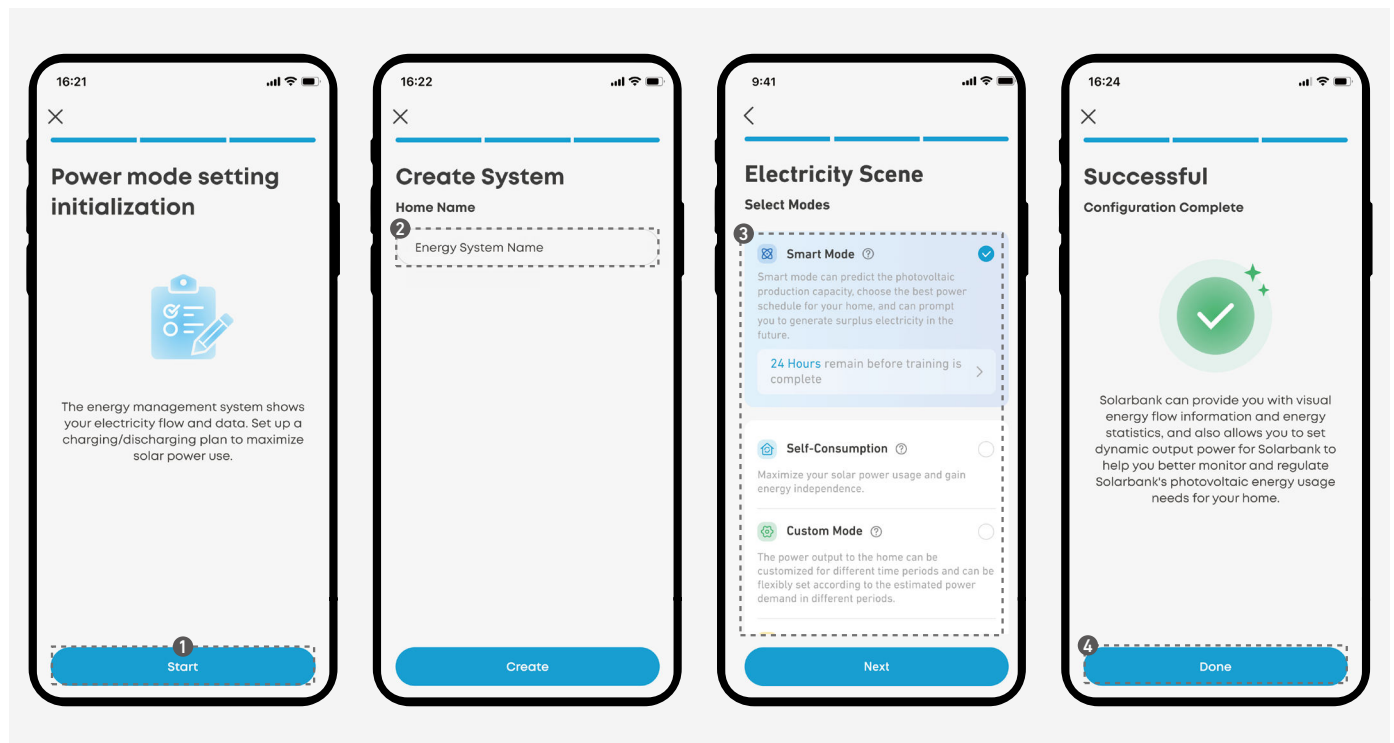 16:21
Power mode setting
initialization
The energy management system shows
your electricity flow and data. Set up a
charging/discharging plan to maximize
solar power use.
1
Start
16:22
Create System
Home Name
2
Energy System Name
Create
9:41
Electricity Scene
Select Modes
3
Smart Mode ?
Smart mode can predict the photovoltaic
production capacity, choose the best power
schedule for your home, and can prompt
you to generate surplus electricity in the
future.
24 Hours remain before training is
complete
Self-Consumption ?
Maximize your solar power usage and gain
energy independence.
Custom Mode ?
The power output to the home can be
customized for different time periods and can be
flexibly set according to the estimated power
demand in different periods.
Next
16:24
Successful
Configuration Complete
Solarbank can provide you with visual
energy flow information and energy
statistics, and also allows you to set
dynamic output power for Solarbank to
help you better monitor and regulate
Solarbank's photovoltaic energy usage
needs for your home.
4
Done